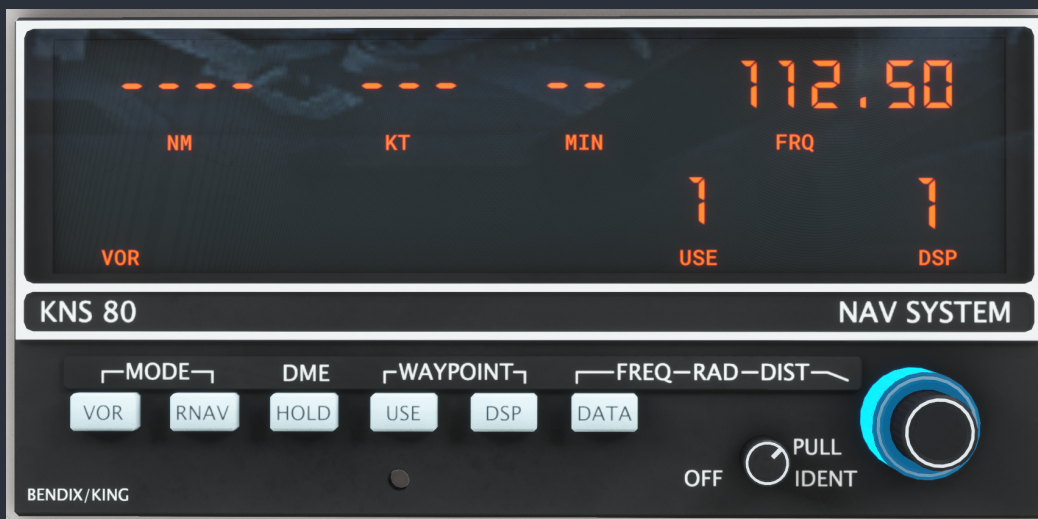 ---- --- -- 112.50
NM KT MIN FRQ
1 1
VOR USE DSP
KNS 80 NAV SYSTEM
MODE DME WAYPOINT FREQ-RAD-DIST
VOR RNAV HOLD USE DSP DATA
PULL
OFF IDENT
BENDIX/KING